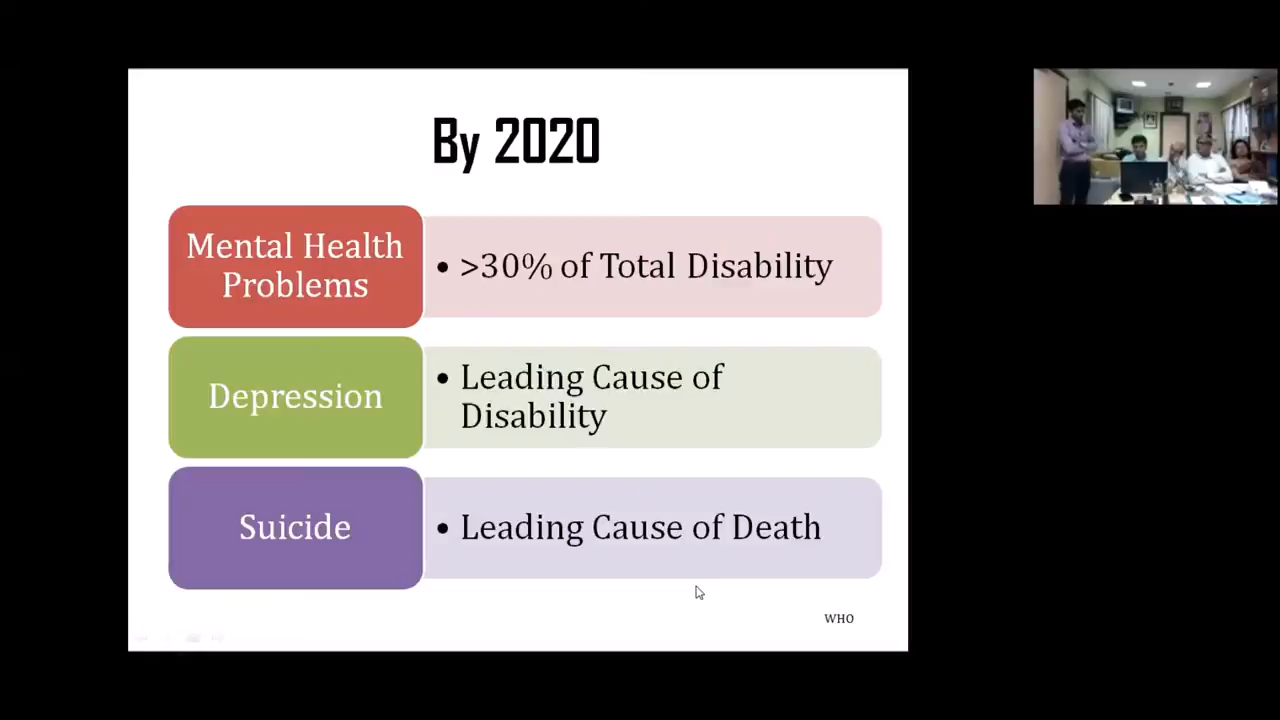 By 2020
Mental Health
Problems
• >30% of Total Disability
Depression
• Leading Cause of
Disability
Suicide
• Leading Cause of Death
WHO